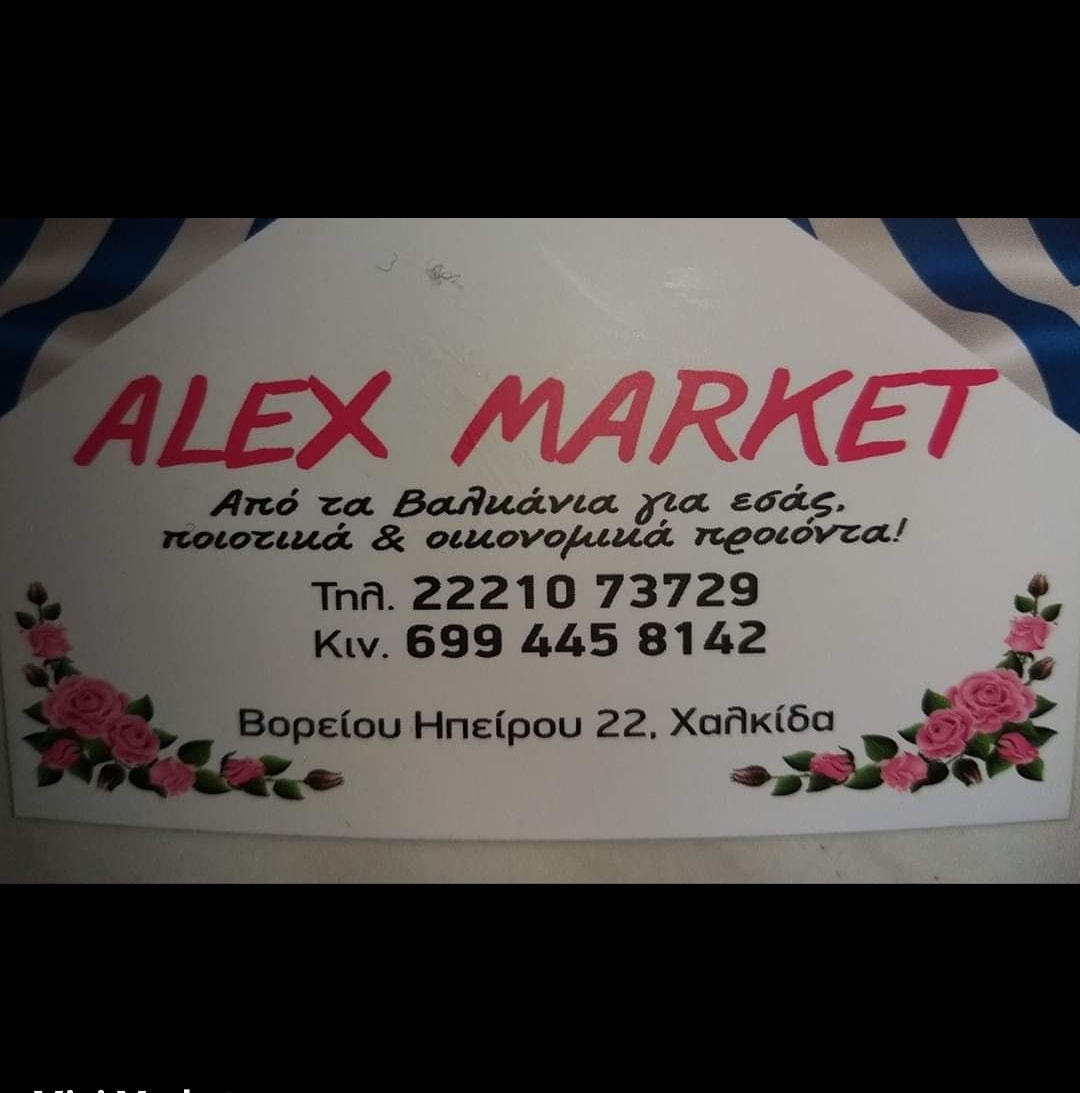 ALEX MARKET
Από τα Βαλκάνια για εσάς,
ποιοτικά & οικονομικά προιόντα!
Τηλ. 22210 73729
Κιν. 699 445 8142
Βορείου Ηπείρου 22, Χαλκίδα